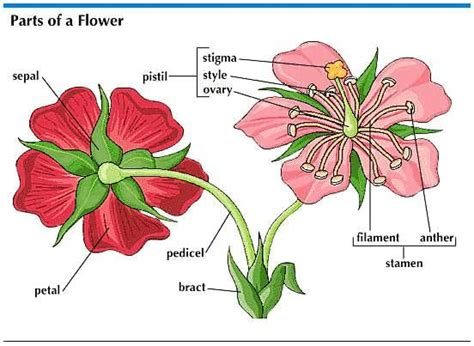 Parts of a Flower
sepal
pistil
stigma
style
ovary
pedicel
petal
bract
filament anther
stamen